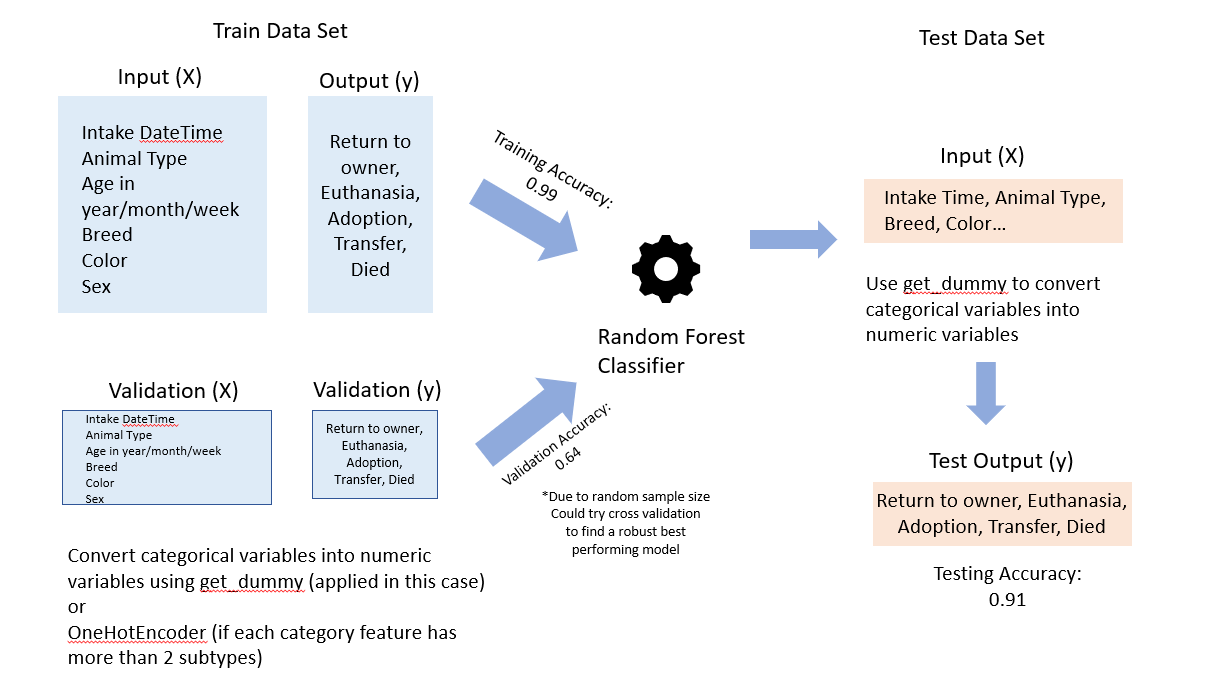 Train Data Set
Input (X)
Output (y)
Intake DateTime
Animal Type
Age in
year/month/week
Breed
Color
Sex
Return to
owner,
Euthanasia,
Adoption,
Transfer,
Died
Training Accuracy:
0.99
Validation (X)
Validation (y)
Intake DateTime
Animal Type
Age in year/month/week
Breed
Color
Sex
Return to owner,
Euthanasia,
Adoption,
Transfer, Died
Validation Accuracy:
0.64
*Due to random sample size
Could try cross validation
to find a robust best
performing model
Convert categorical variables into numeric
variables using get_dummy (applied in this case)
or
OneHotEncoder (if each category feature has
more than 2 subtypes)
Random Forest
Classifier
Test Data Set
Input (X)
Intake Time, Animal Type,
Breed, Color...
Use get_dummy to convert
categorical variables into
numeric variables
Test Output (y)
Return to owner, Euthanasia,
Adoption, Transfer, Died
Testing Accuracy:
0.91